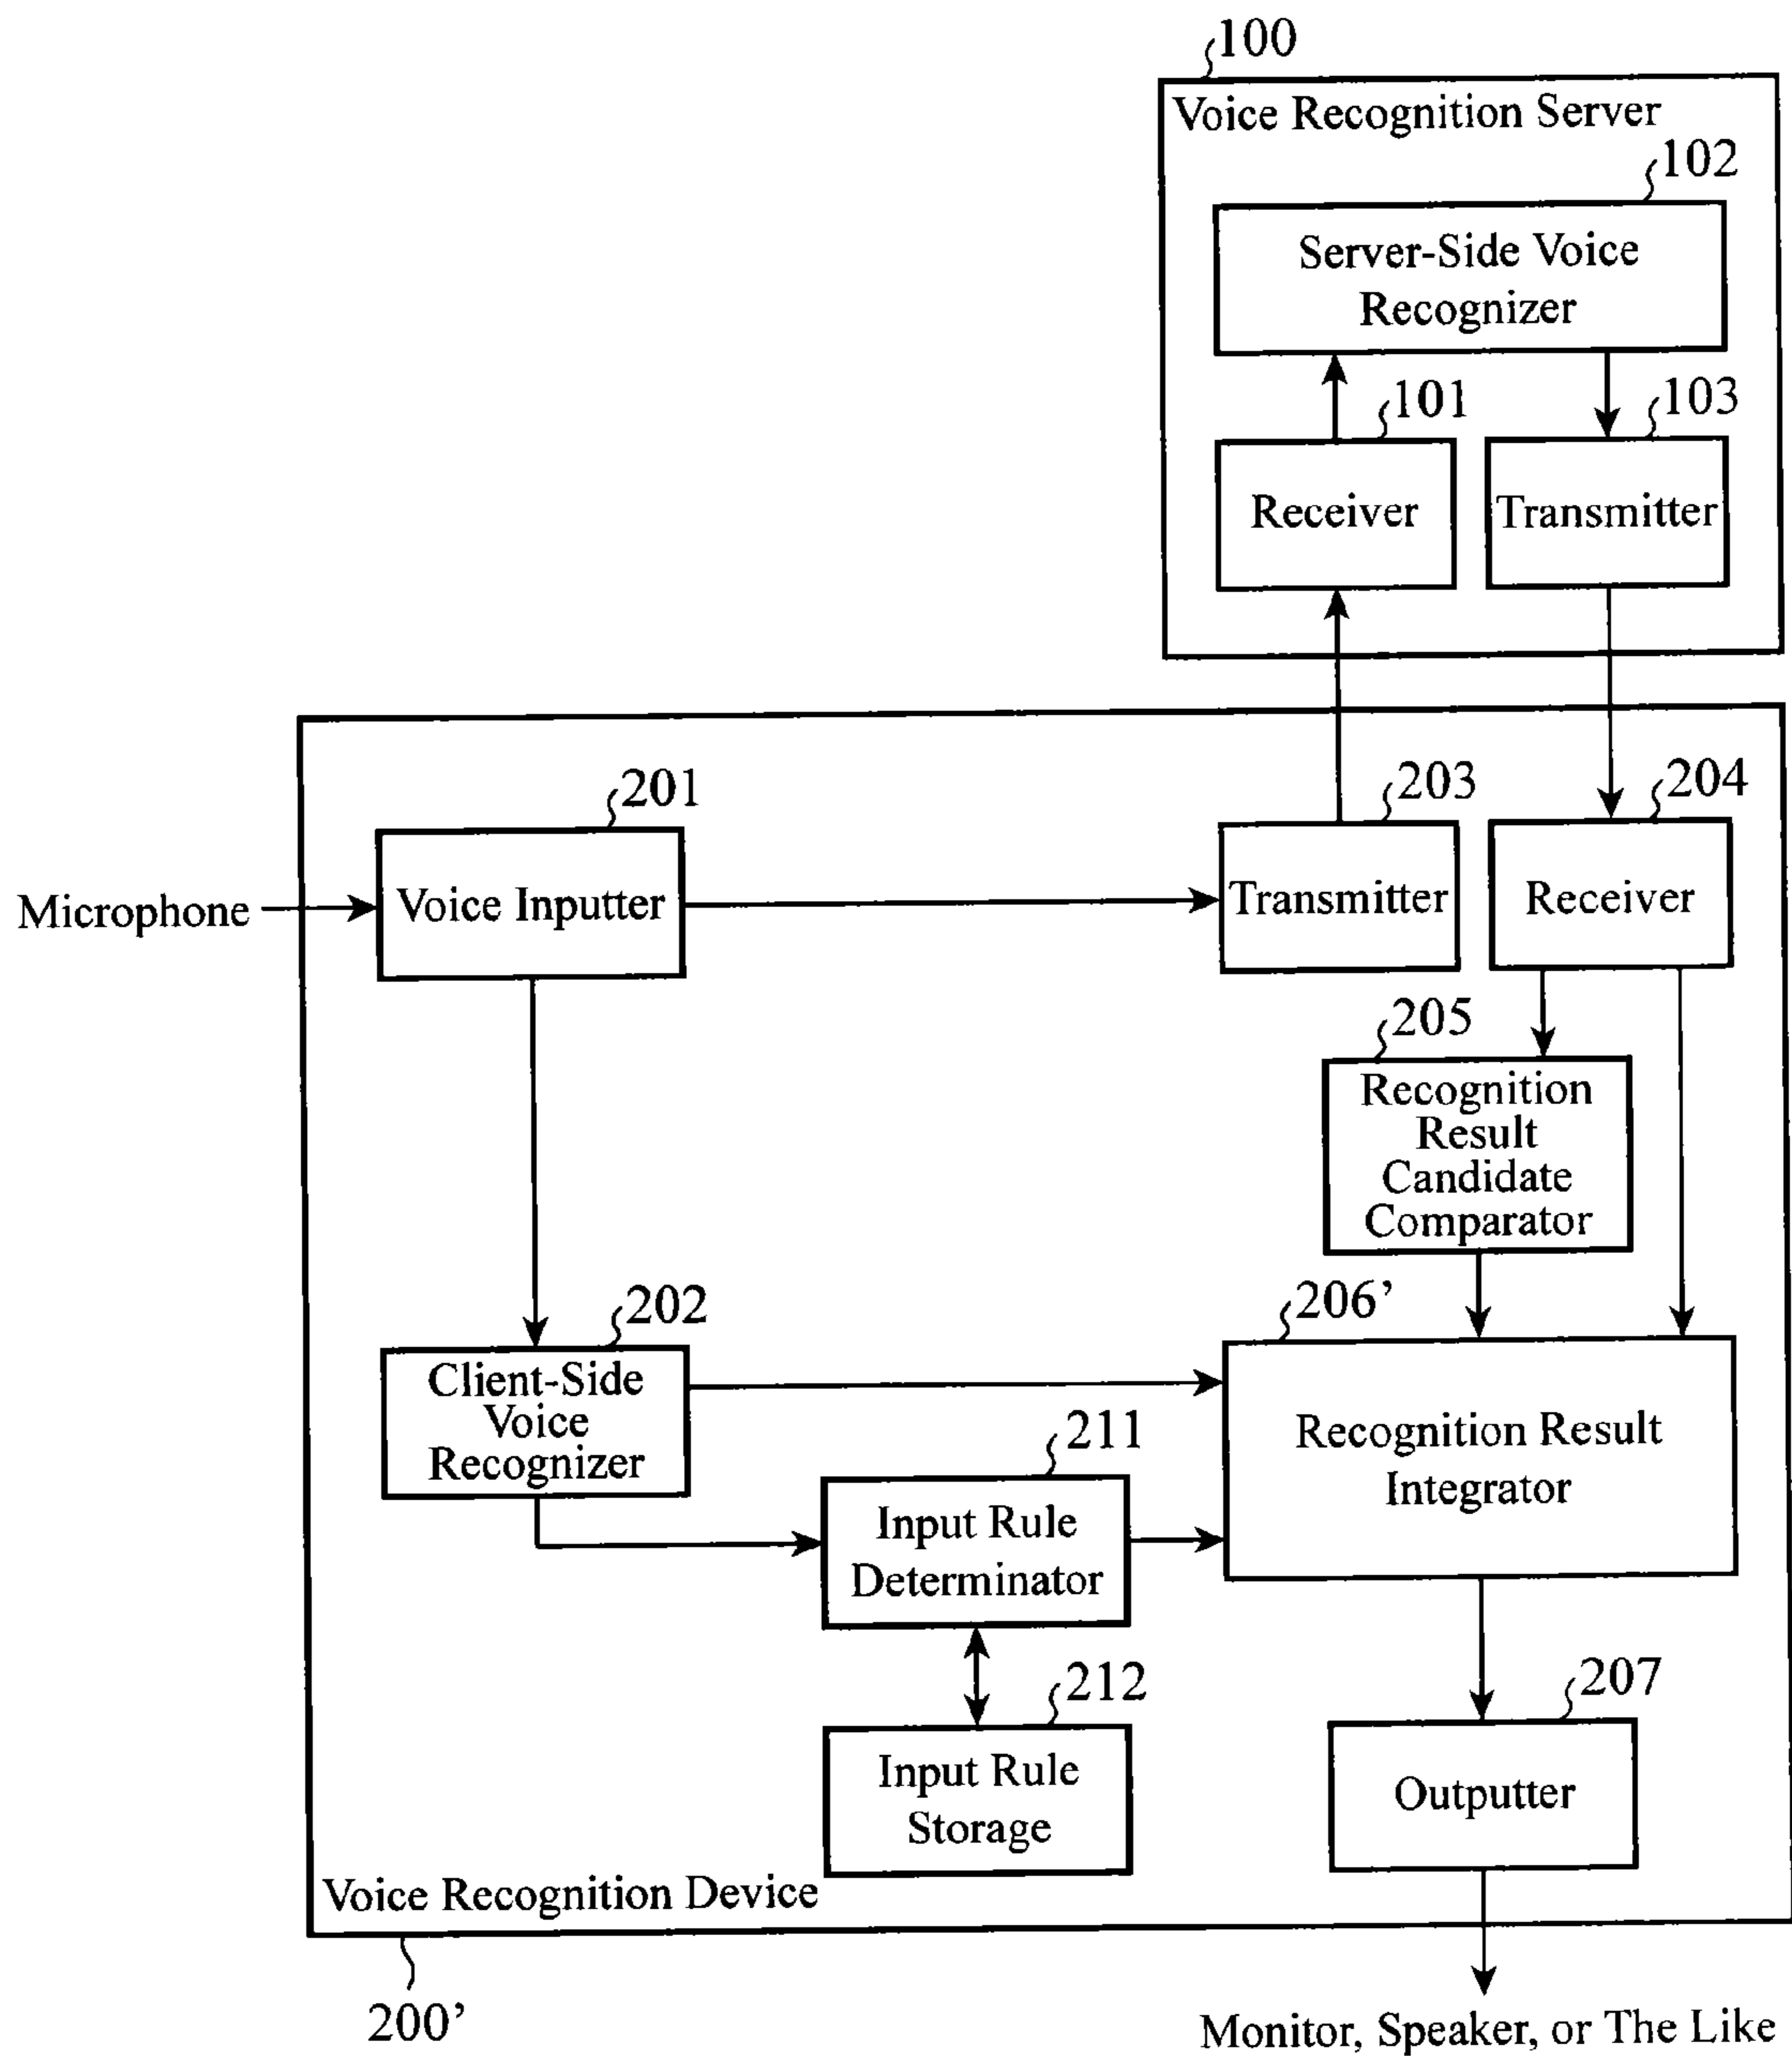 100
Voice Recognition Server
102
Server-Side Voice
Recognizer
101
103
Receiver
Transmitter
201
203
204
Microphone
Voice Inputter
Transmitter
Receiver
205
Recognition
Result
Candidate
Comparator
202
206’
Client-Side
Voice
Recognizer
Recognition Result
Integrator
211
Input Rule
Determinator
212
207
Input Rule
Storage
Outputter
Voice Recognition Device
200’
Monitor, Speaker, or The Like